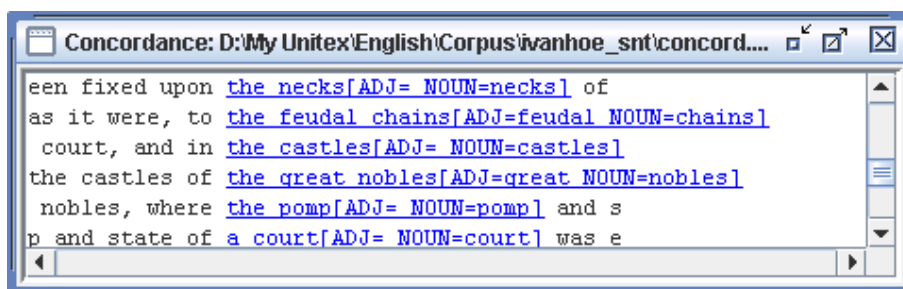 Concordance: D:\My Unitex\English\Corpus\ivanhoe_snt\concord....
een fixed upon the necks[ADJ= NOUN=necks] of
as it were, to the feudal chains[ADJ=feudal NOUN=chains]
court, and in the castles[ADJ= NOUN=castles]
the castles of the great nobles[ADJ=great NOUN=nobles]
nobles, where the pomp[ADJ= NOUN=pomp] and s
p and state of a court[ADJ= NOUN=court] was e